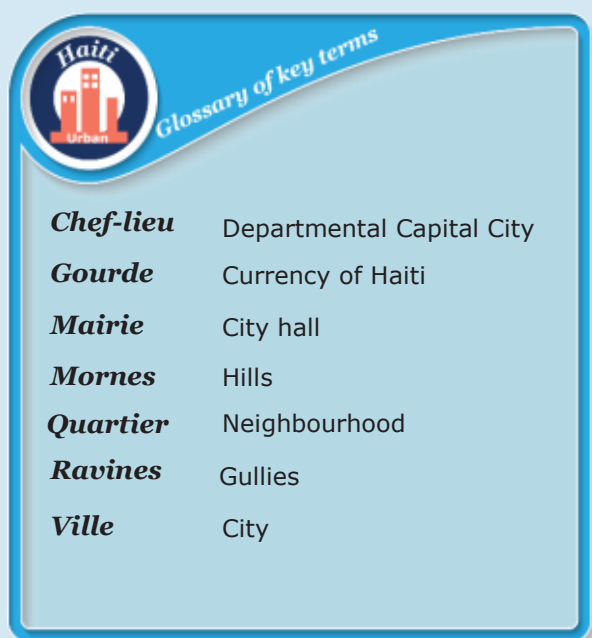 Haiti
Urban
Glossary of key terms
Chef-lieu Departmental Capital City
Gourde Currency of Haiti
Mairie City hall
Mornes Hills
Quartier Neighbourhood
Ravines Gullies
Ville City